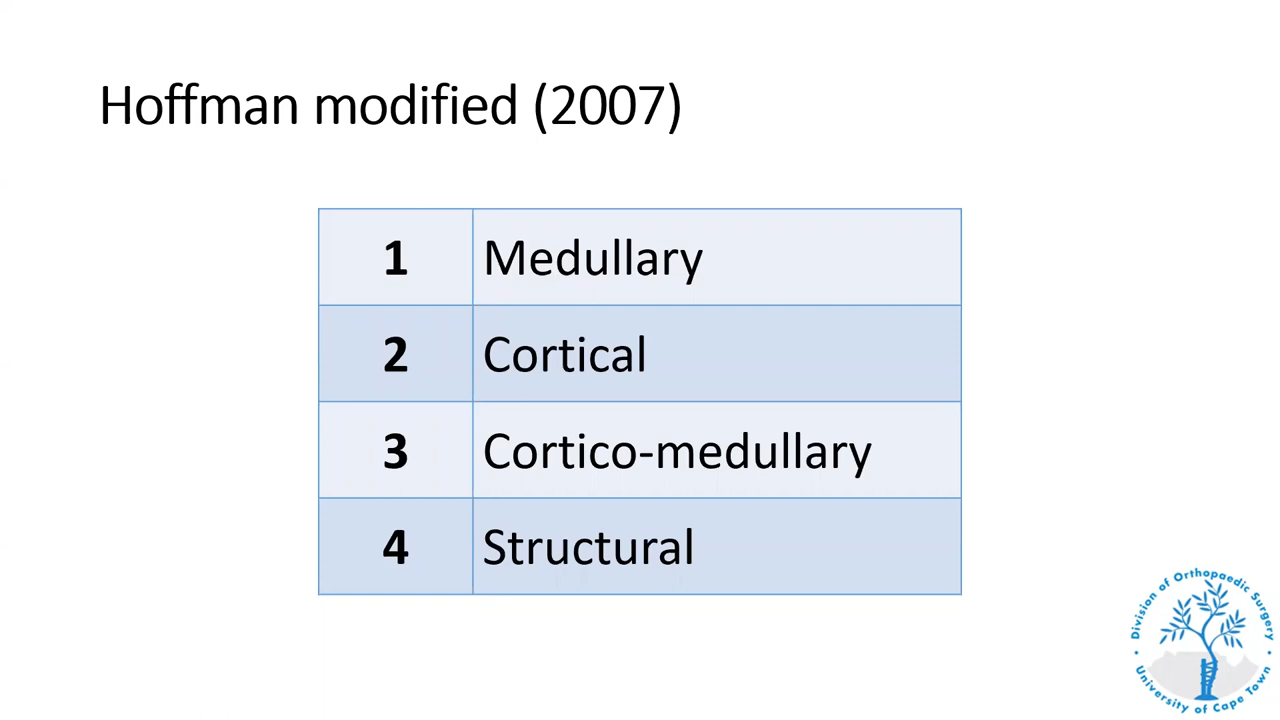 Hoffman modified (2007)
1 Medullary
2 Cortical
3 Cortico-medullary
4 Structural
Division of Orthopaedic Surgery
University of Cape Town